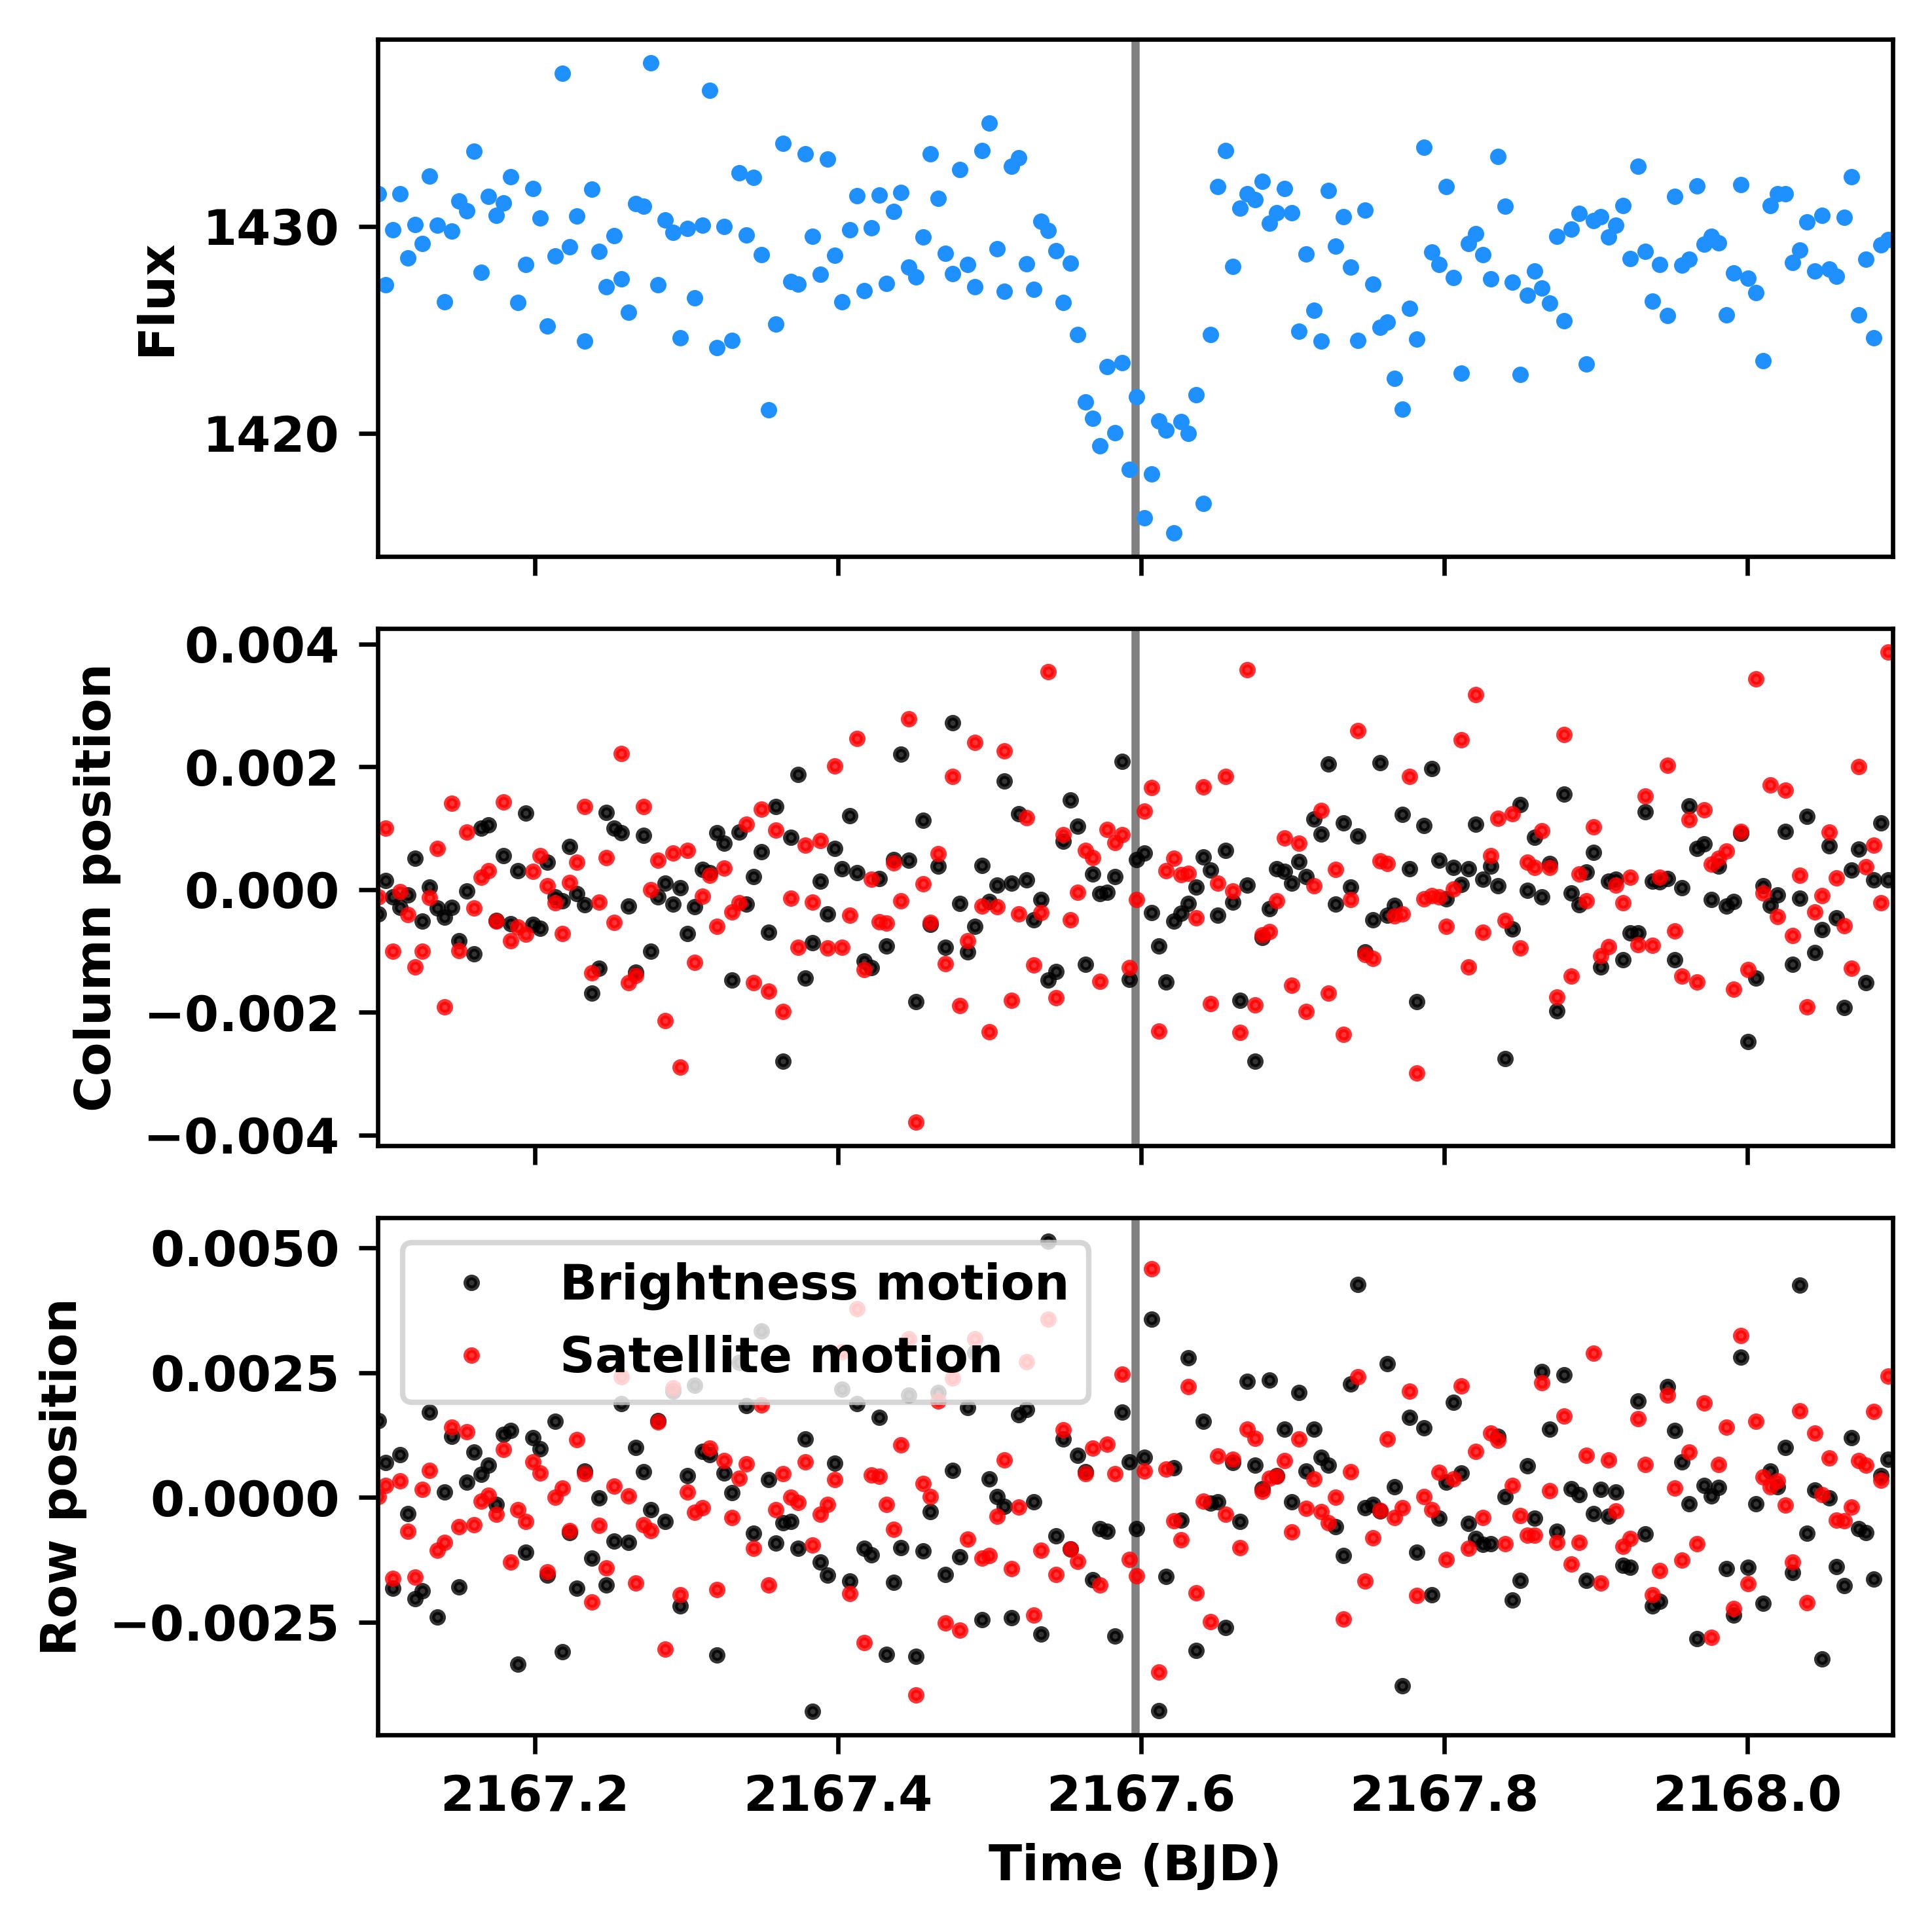 Flux
1430
1420
Column position
0.004
0.002
0.000
−0.002
−0.004
Row position
0.0050
0.0025
0.0000
−0.0025
Brightness motion
Satellite motion
2167.2 2167.4 2167.6 2167.8 2168.0
Time (BJD)